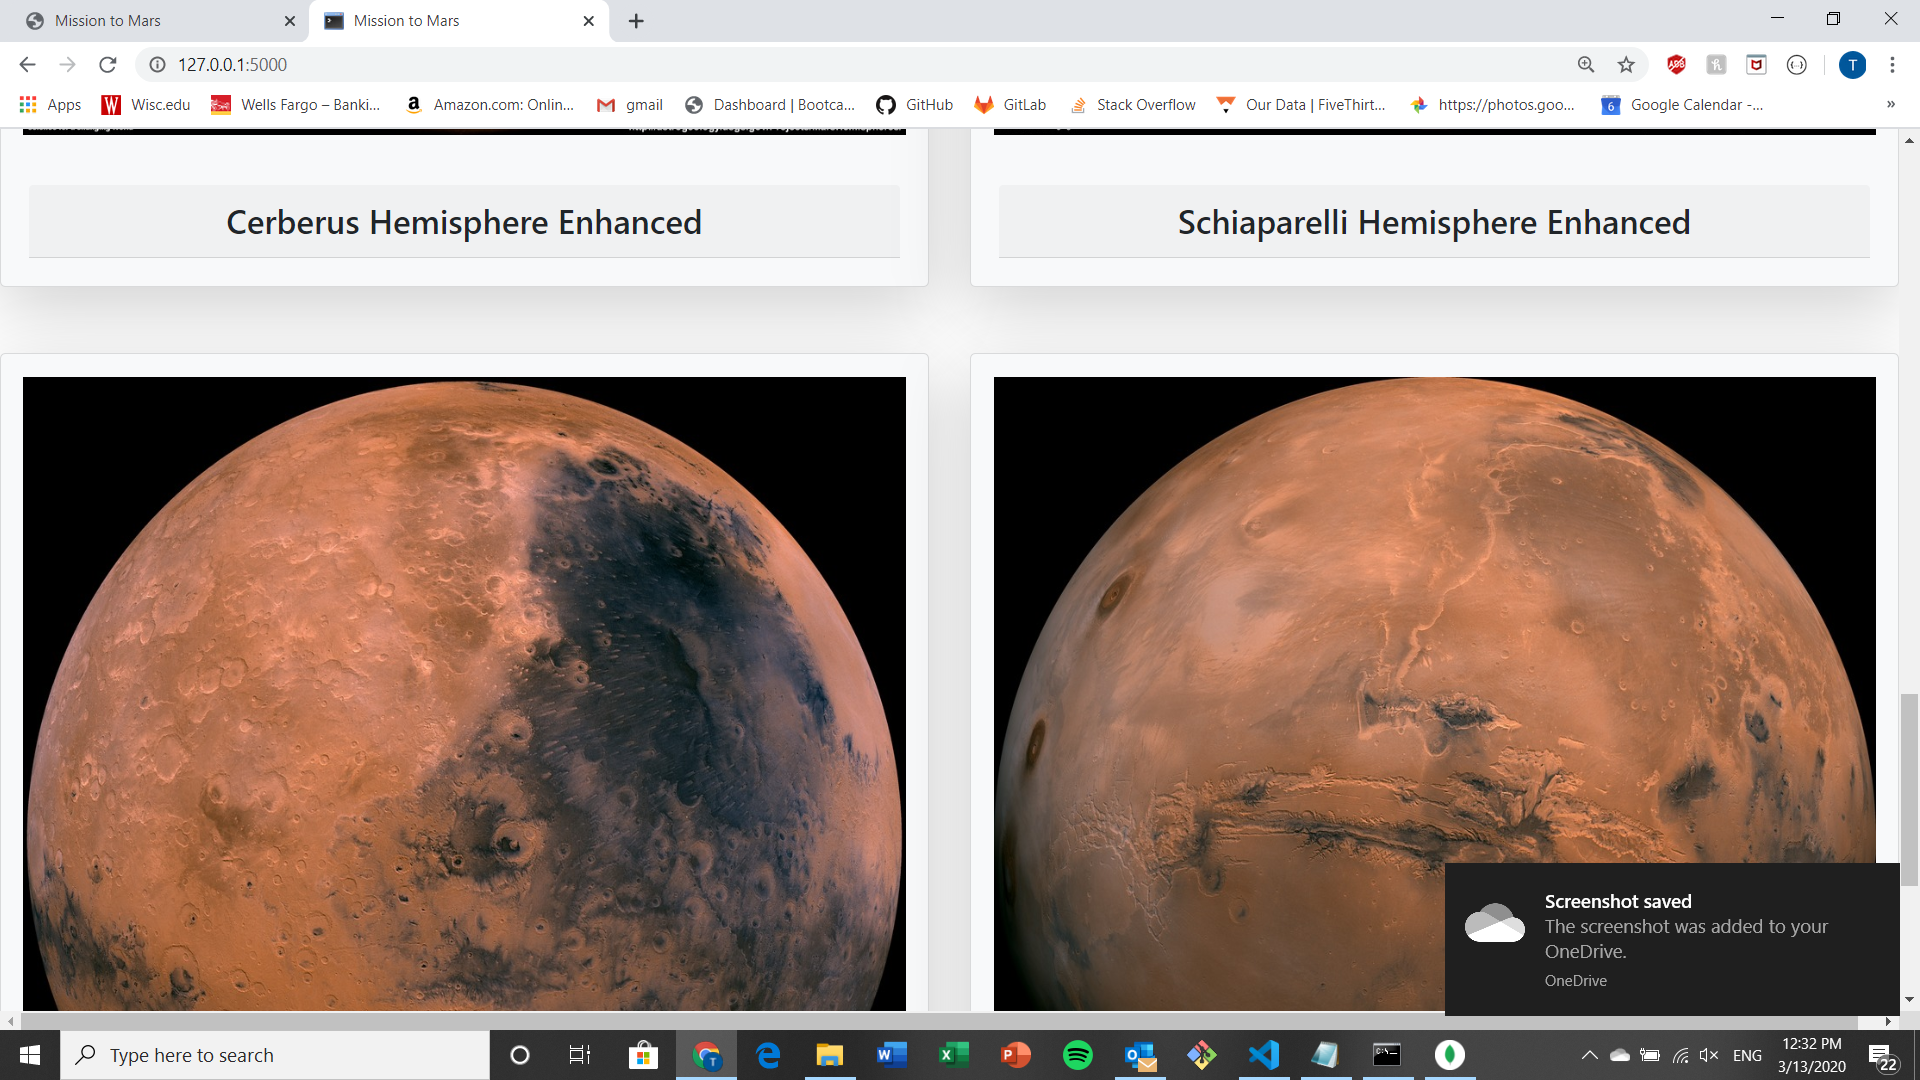 Mission to Mars
Mission to Mars
127.0.0.1:5000
T
Apps
Wisc.edu
Wells Fargo – Banki...
Amazon.com: Onlin...
gmail
Dashboard | Bootca...
GitHub
GitLab
Stack Overflow
Our Data | FiveThirt...
https://photos.goo...
6
Google Calendar -...
»
Cerberus Hemisphere Enhanced
Schiaparelli Hemisphere Enhanced
Screenshot saved
The screenshot was added to your
OneDrive.
OneDrive
Type here to search
ENG
12:32 PM
3/13/2020
22